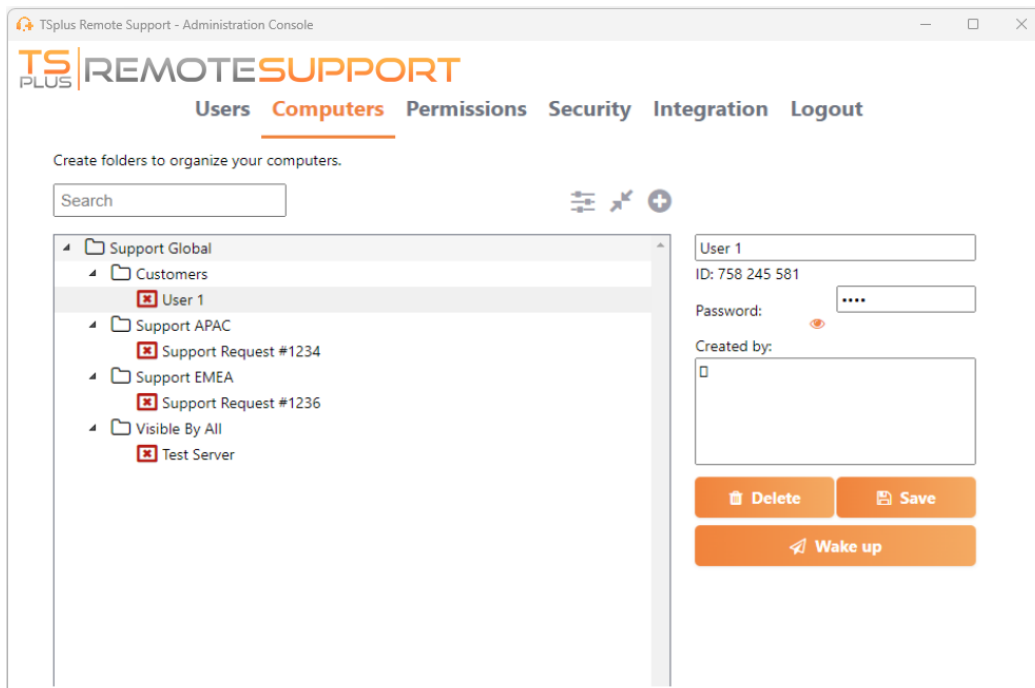 TSplus Remote Support - Administration Console
TS PLUS REMOTESUPPORT
Users Computers Permissions Security Integration Logout
Create folders to organize your computers.
Search
Support Global
Customers
User 1
Support APAC
Support Request #1234
Support EMEA
Support Request #1236
Visible By All
Test Server
User 1
ID: 758 245 581
Password: ••••
Created by:
Delete Save
Wake up